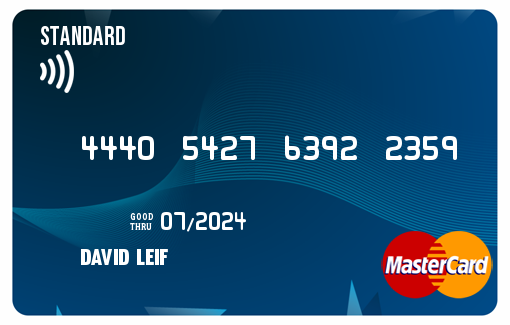 STANDARD
4440 5427 6392 2359
GOOD THRU 07/2024
DAVID LEIF
MasterCard